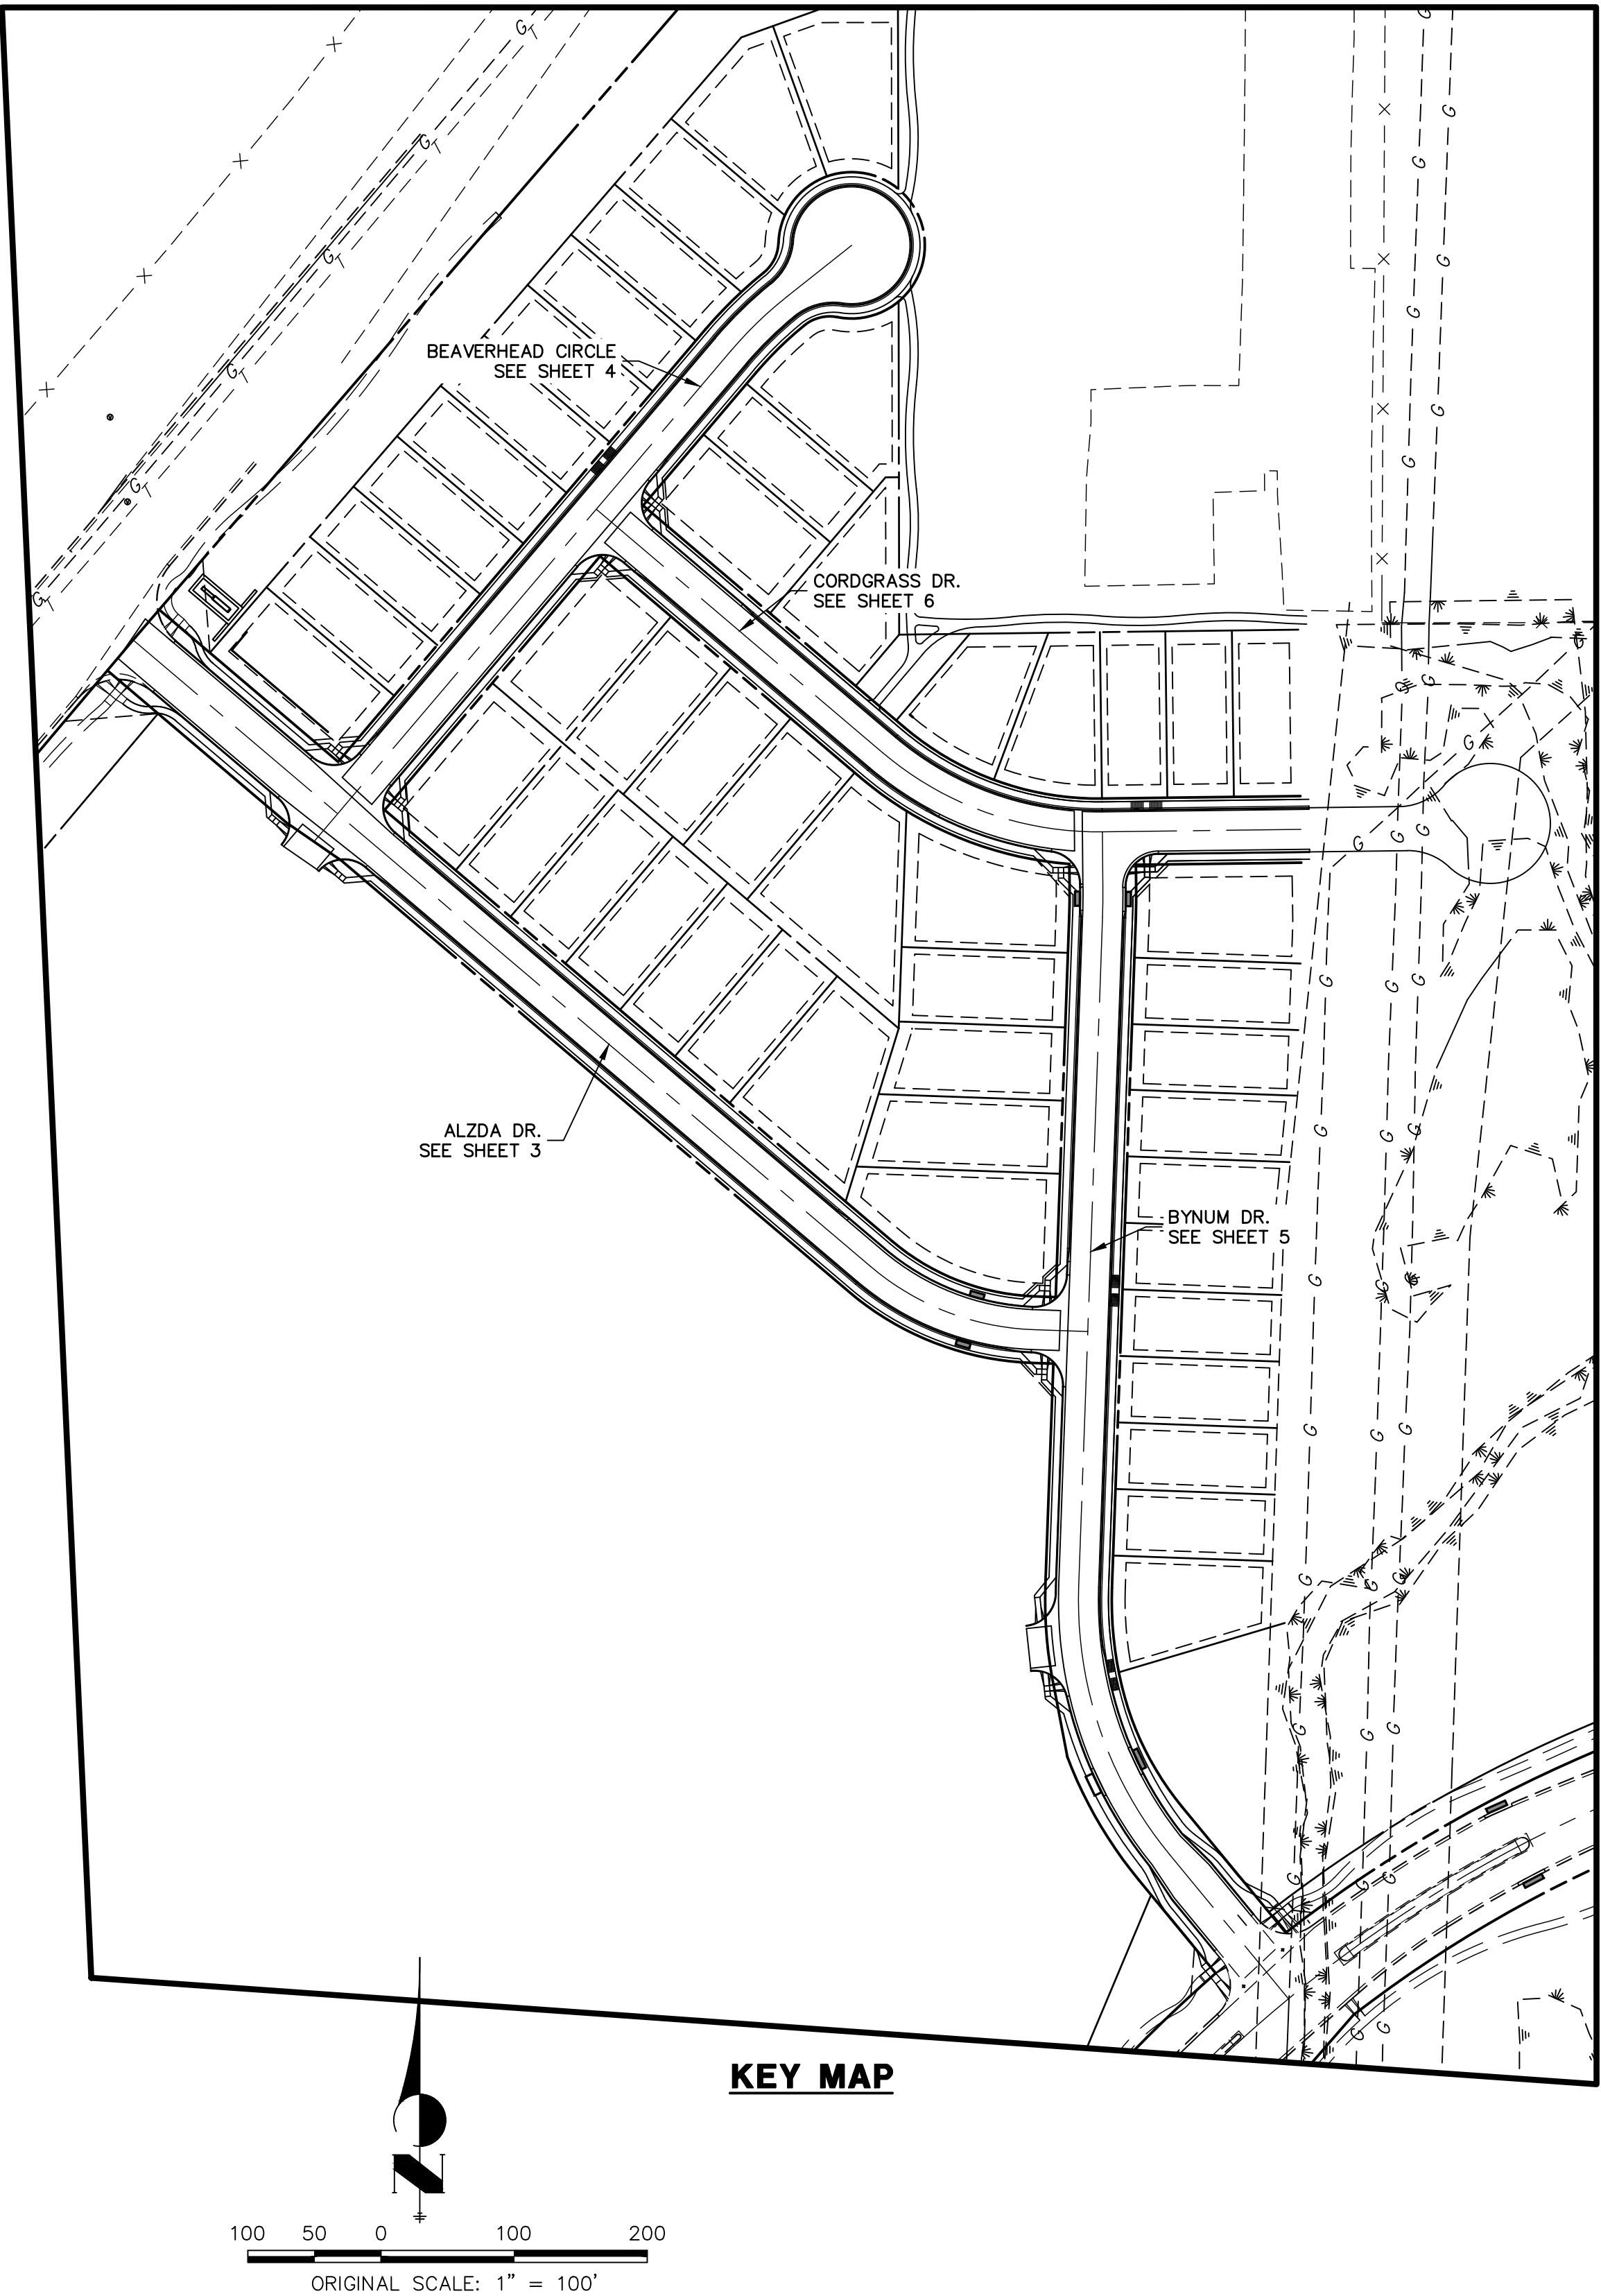 BEAVERHEAD CIRCLE
SEE SHEET 4
CORDGRASS DR.
SEE SHEET 6
ALZDA DR.
SEE SHEET 3
BYNUM DR.
SEE SHEET 5
KEY MAP
N
100 50 0 100 200
ORIGINAL SCALE: 1" = 100'